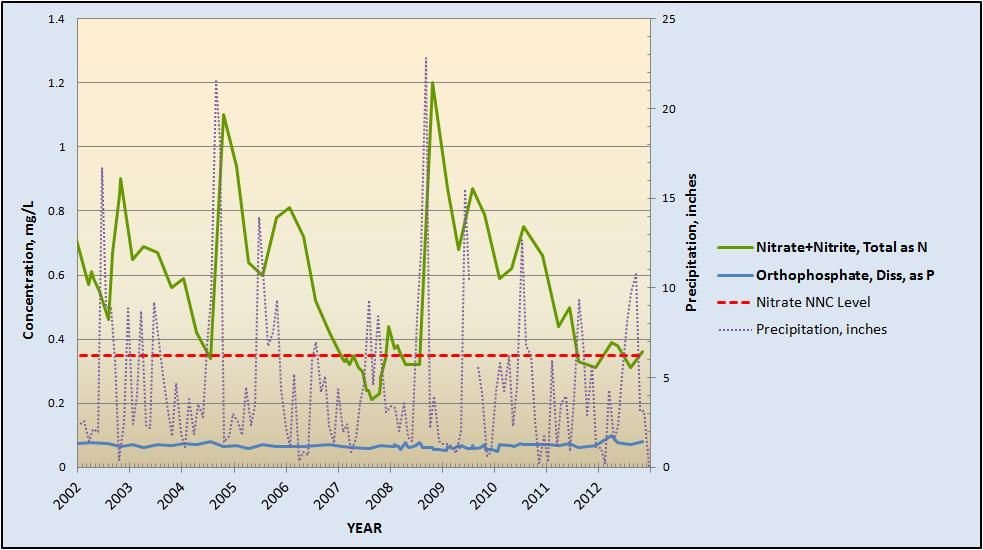 1.4
1.2
1
0.8
0.6
0.4
0.2
0
Concentration, mg/L
25
20
15
10
5
0
Precipitation, inches
2002 2003 2004 2005 2006 2007 2008 2009 2010 2011 2012
YEAR
Nitrate+Nitrite, Total as N
Orthophosphate, Diss, as P
Nitrate NNC Level
Precipitation, inches